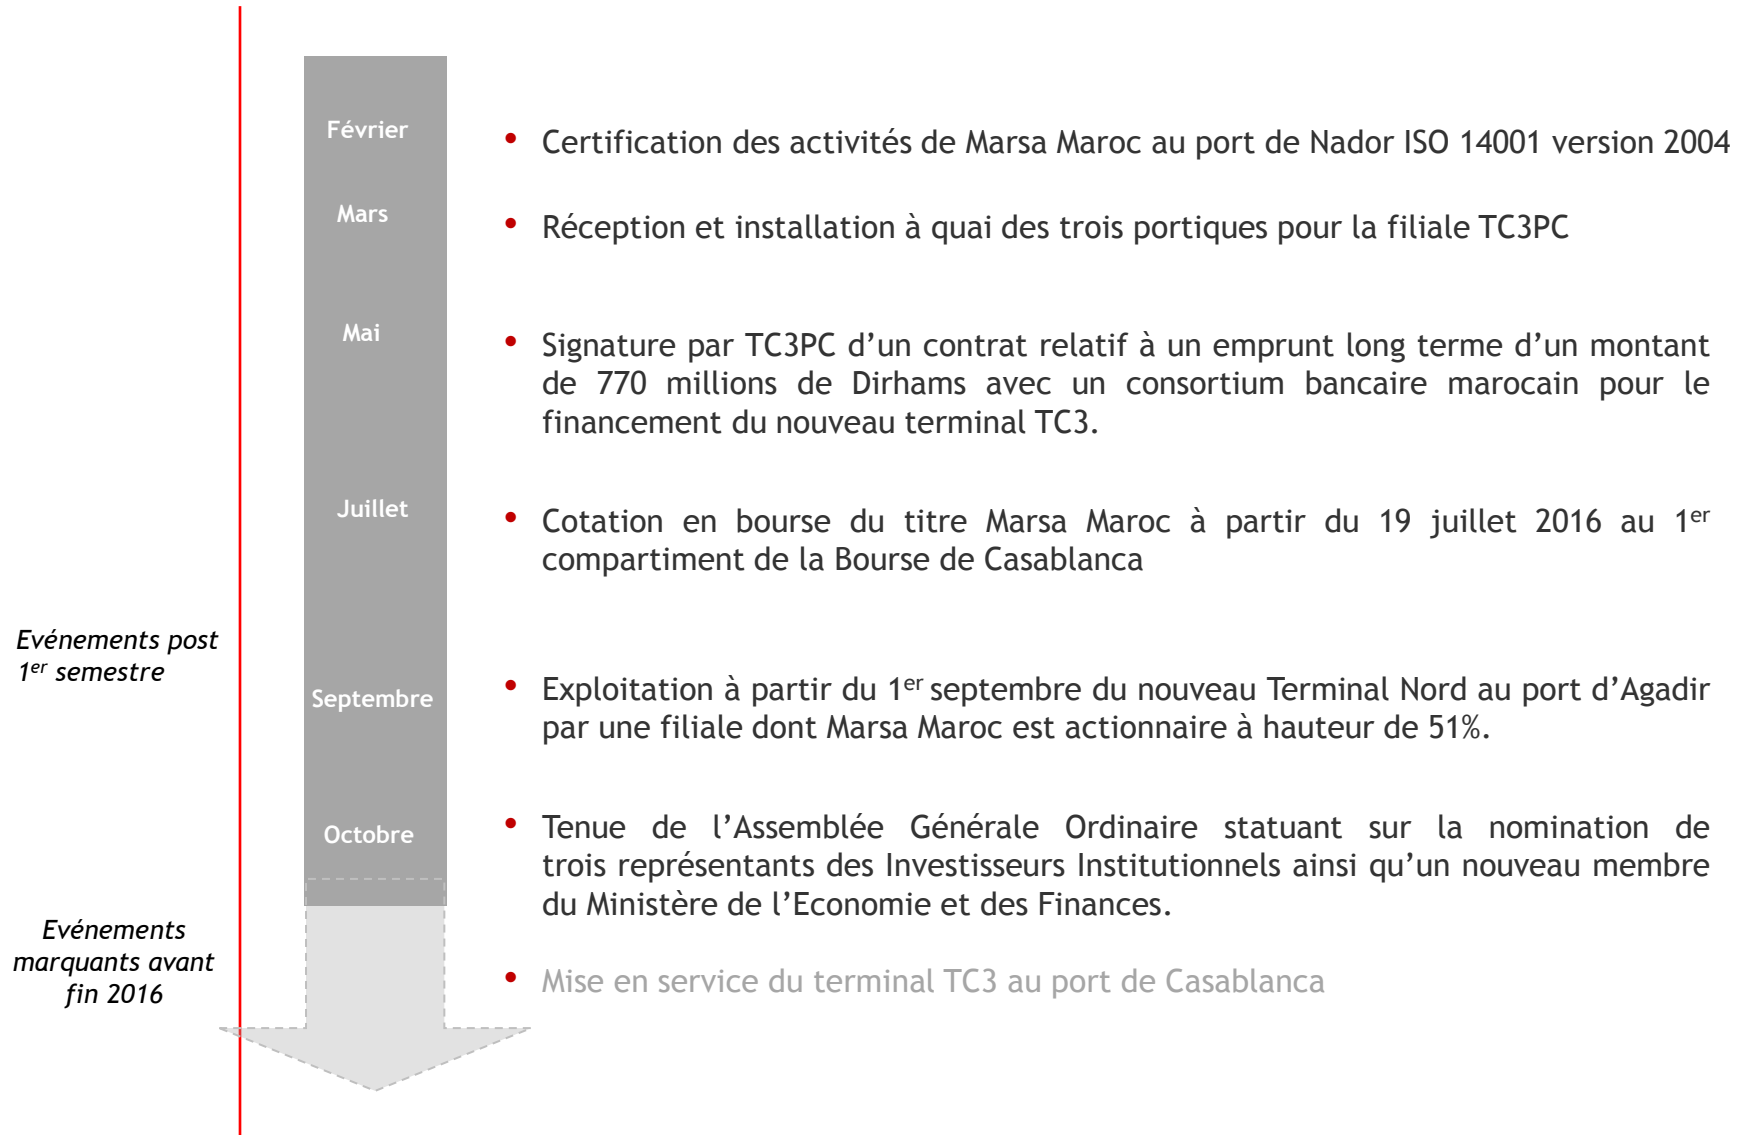 Février
• Certification des activités de Marsa Maroc au port de Nador ISO 14001 version 2004
Mars
• Réception et installation à quai des trois portiques pour la filiale TC3PC
Mai
• Signature par TC3PC d’un contrat relatif à un emprunt long terme d’un montant
de 770 millions de Dirhams avec un consortium bancaire marocain pour le
financement du nouveau terminal TC3.
Juillet
• Cotation en bourse du titre Marsa Maroc à partir du 19 juillet 2016 au 1er
compartiment de la Bourse de Casablanca
Evénements post
1er semestre
Septembre
• Exploitation à partir du 1er septembre du nouveau Terminal Nord au port d’Agadir
par une filiale dont Marsa Maroc est actionnaire à hauteur de 51%.
Octobre
• Tenue de l’Assemblée Générale Ordinaire statuant sur la nomination de
trois représentants des Investisseurs Institutionnels ainsi qu’un nouveau membre
du Ministère de l’Economie et des Finances.
Evénements
marquants avant
fin 2016
• Mise en service du terminal TC3 au port de Casablanca